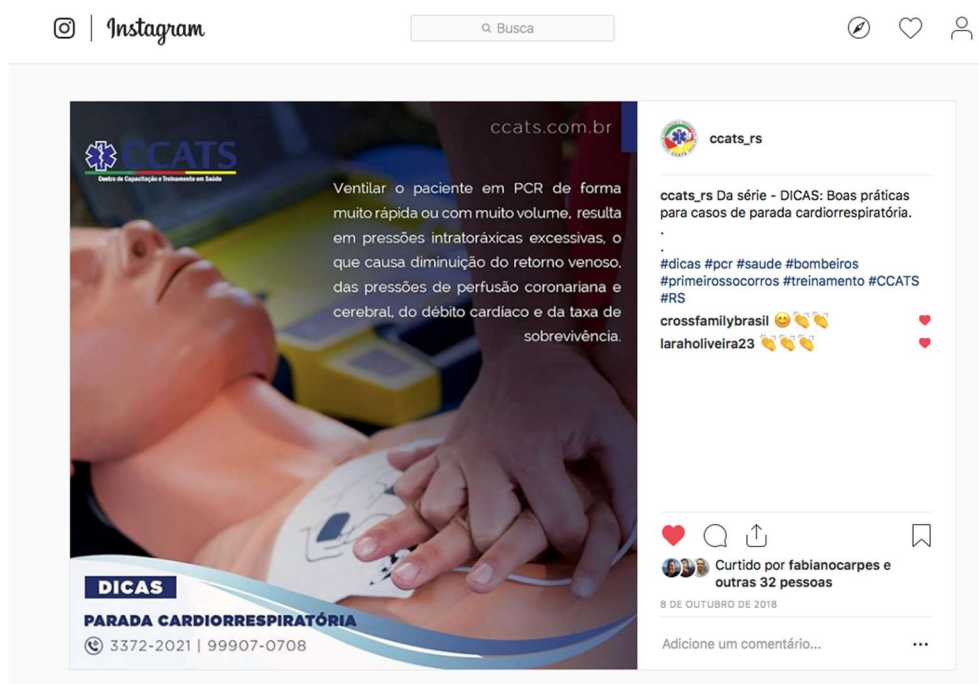 Instagram
Busca
ccats.com.br
CCATS
Centro de Capacitação e Treinamento em Saúde
Ventilar o paciente em PCR de forma
muito rápida ou com muito volume, resulta
em pressões intratoráxicas excessivas, o
que causa diminuição do retorno venoso,
das pressões de perfusão coronariana e
cerebral, do débito cardíaco e da taxa de
sobrevivência.
DICAS
PARADA CARDIORRESPIRATÓRIA
3372-2021 | 99907-0708
ccats_rs
ccats_rs Da série - DICAS: Boas práticas
para casos de parada cardiorrespiratória.
.
.
#dicas #pcr #saude #bombeiros
#primeirossocorros #treinamento #CCATS
#RS
crossfamilybrasil 😊👏👏
laraholiveira23 👏👏👏
Curtido por fabianocarpes e
outras 32 pessoas
8 DE OUTUBRO DE 2018
Adicione um comentário...